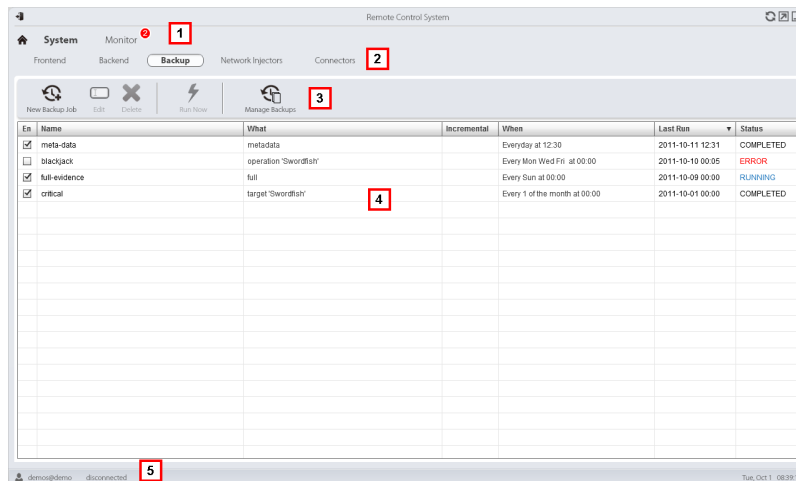 Remote Control System
System Monitor 2 1
Frontend Backend Backup Network Injectors Connectors 2
New Backup Job Edit Delete Run Now Manage Backups 3
En Name What Incremental When Last Run Status
meta-data metadata Everyday at 12:30 2011-10-11 12:31 COMPLETED
blackjack operation 'Swordfish' Every Mon Wed Fri at 00:00 2011-10-10 00:05 ERROR
full-evidence full Every Sun at 00:00 2011-10-09 00:00 RUNNING
critical target 'Swordfish' Every 1 of the month at 00:00 2011-10-01 00:00 COMPLETED
4
demos@demo disconnected 5 Tue, Oct 1 08:39: